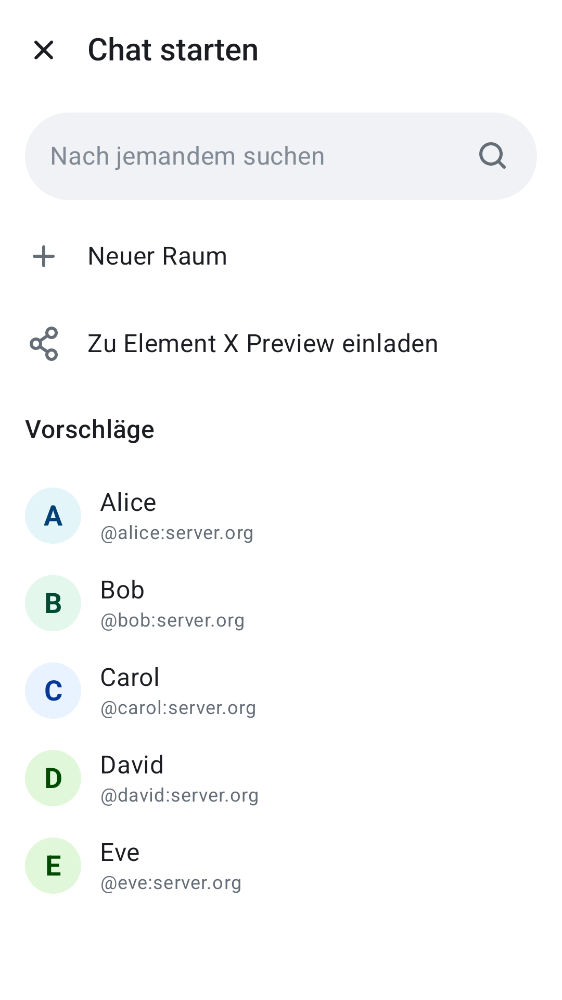 Chat starten
Nach jemandem suchen
Neuer Raum
Zu Element X Preview einladen
Vorschläge
A
Alice
@alice:server.org
B
Bob
@bob:server.org
C
Carol
@carol:server.org
D
David
@david:server.org
E
Eve
@eve:server.org